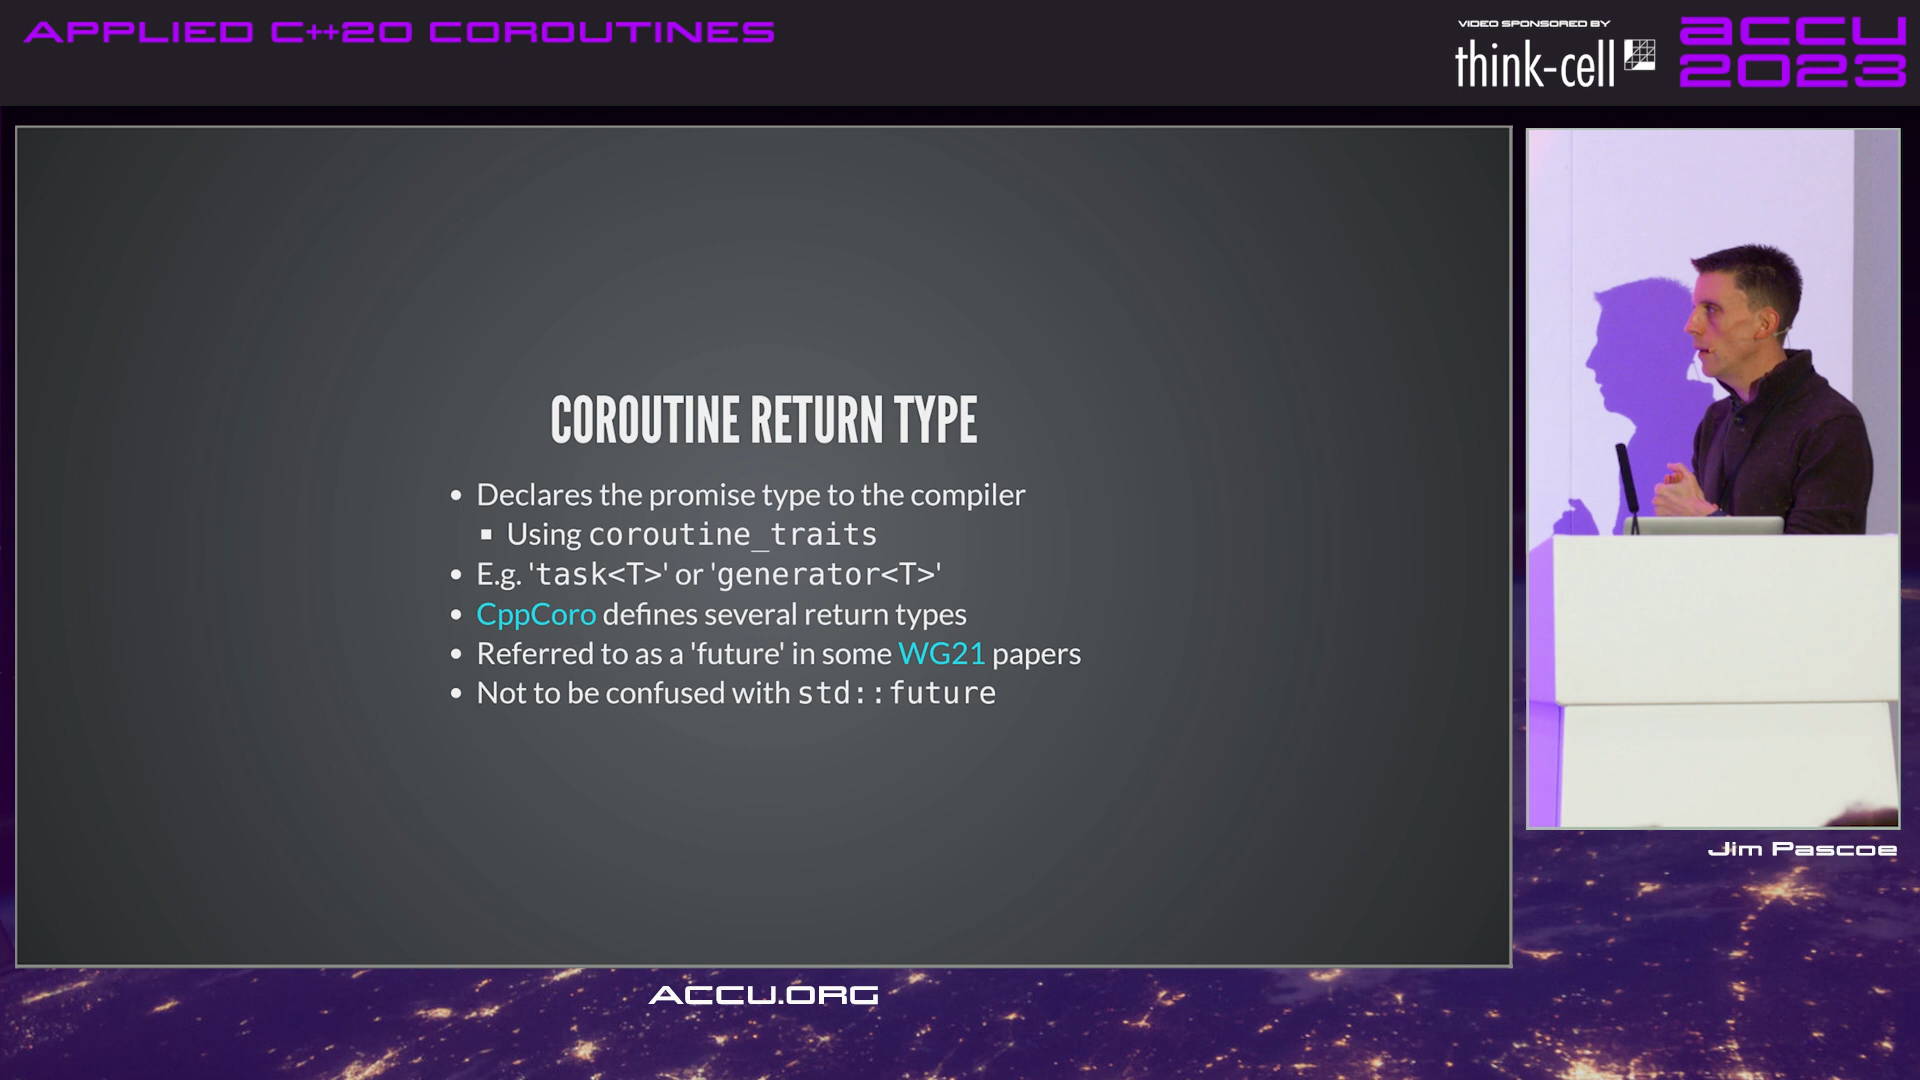 APPLIED C++20 COROUTINES
VIDEO SPONSORED BY
think-cell
accu
2023
COROUTINE RETURN TYPE
• Declares the promise type to the compiler
▪ Using coroutine_traits
• E.g. 'task<T>' or 'generator<T>'
• CppCoro defines several return types
• Referred to as a 'future' in some WG21 papers
• Not to be confused with std::future
Jim Pascoe
ACCU.ORG